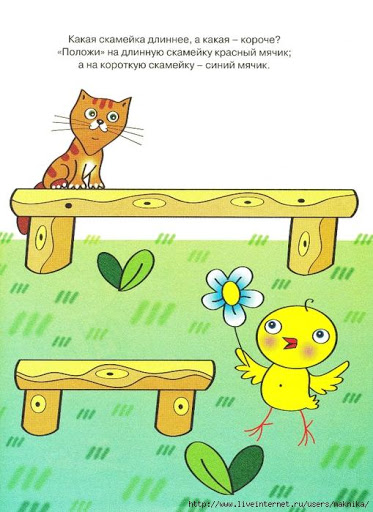 Какая скамейка длиннее, а какая – короче?
«Положи» на длинную скамейку красный мячик;
а на короткую скамейку – синий мячик.
http://www.liveinternet.ru/users/maknika/